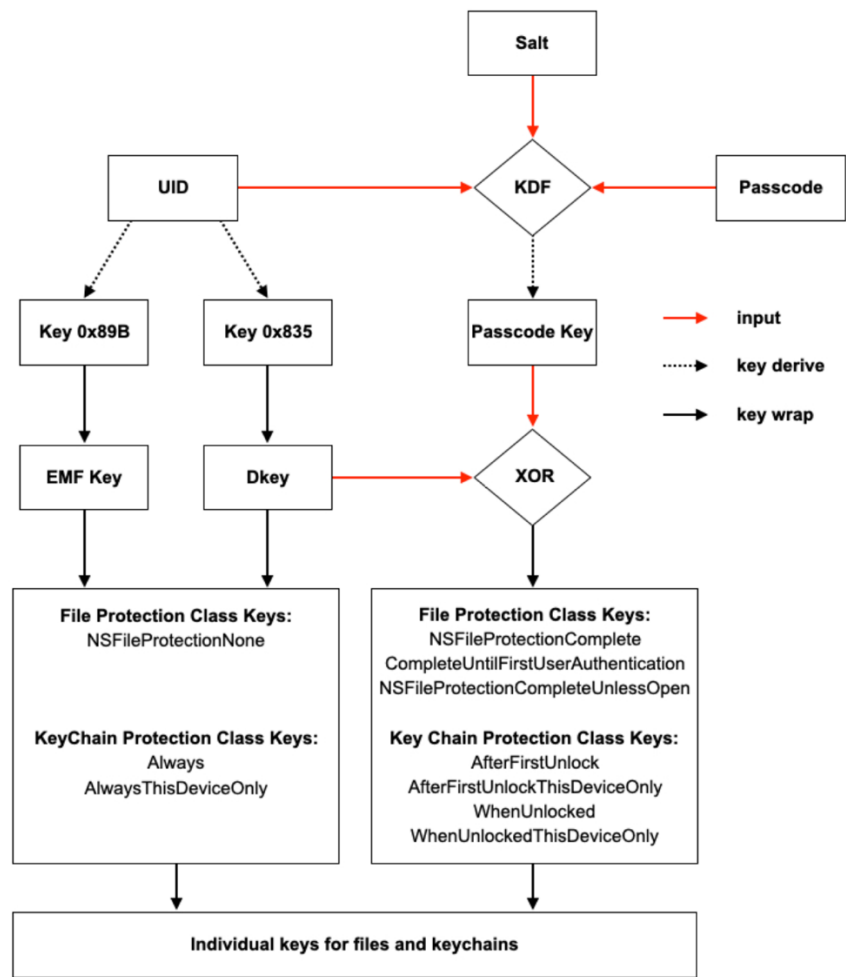 Salt
UID
KDF
Passcode
Key 0x89B
Key 0x835
Passcode Key
input
key derive
key wrap
EMF Key
Dkey
XOR
File Protection Class Keys:
NSFileProtectionNone
KeyChain Protection Class Keys:
Always
AlwaysThisDeviceOnly
File Protection Class Keys:
NSFileProtectionComplete
CompleteUntilFirstUserAuthentication
NSFileProtectionCompleteUnlessOpen
Key Chain Protection Class Keys:
AfterFirstUnlock
AfterFirstUnlockThisDeviceOnly
WhenUnlocked
WhenUnlockedThisDeviceOnly
Individual keys for files and keychains